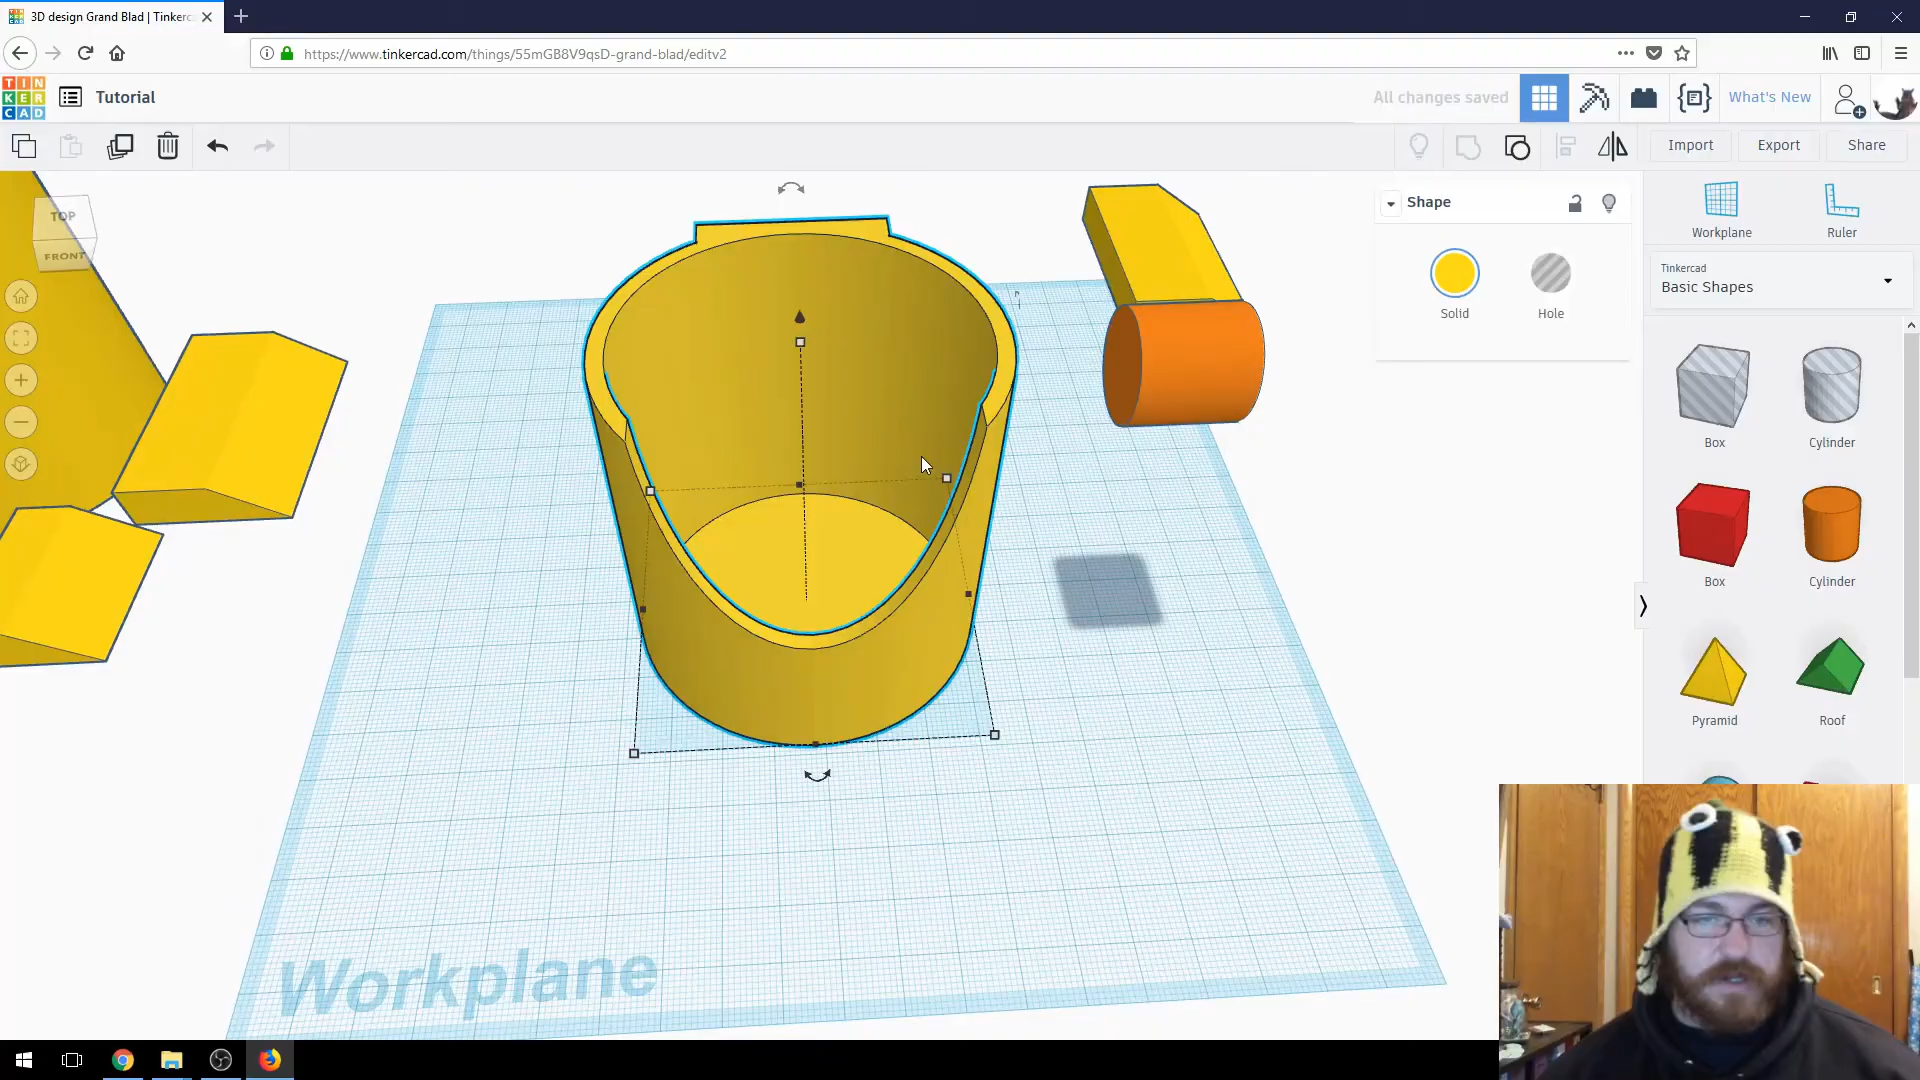 3D design Grand Blad | Tinkerc
https://www.tinkercad.com/things/55mGB8V9qsD-grand-blad/editv2
TIN
KER
CAD
Tutorial
All changes saved
What's New
Import
Export
Share
TOP
FRONT
Shape
Solid
Hole
Workplane
Ruler
Tinkercad
Basic Shapes
Box
Cylinder
Box
Cylinder
Pyramid
Roof
Workplane